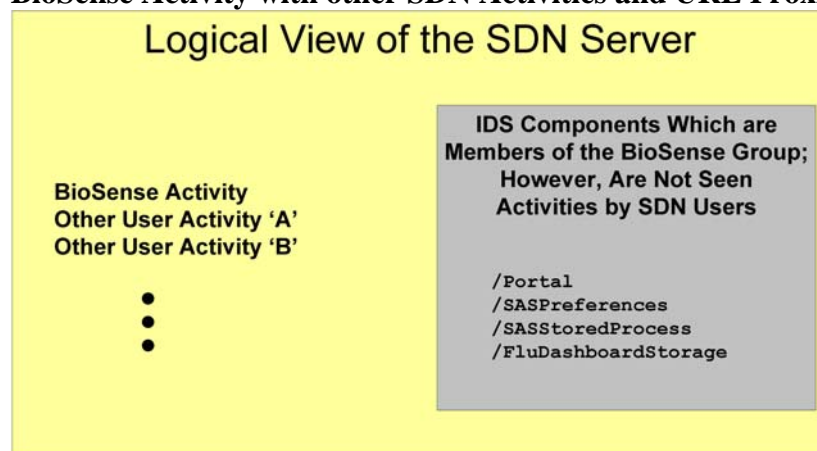 BioSense Activity with other SDN Activities and URL
Logical View of the SDN Server
BioSense Activity
Other User Activity ‘A’
Other User Activity ‘B’
IDS Components Which are
Members of the BioSense Group;
However, Are Not Seen
Activities by SDN Users
/Portal
/SASPreferences
/SASStoredProcess
/FluDashboardStorage